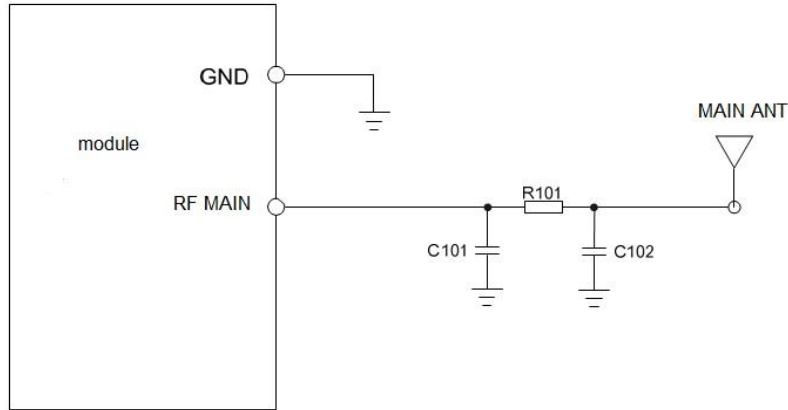 GND
MAIN ANT
module
R101
RF MAIN
C101
C102